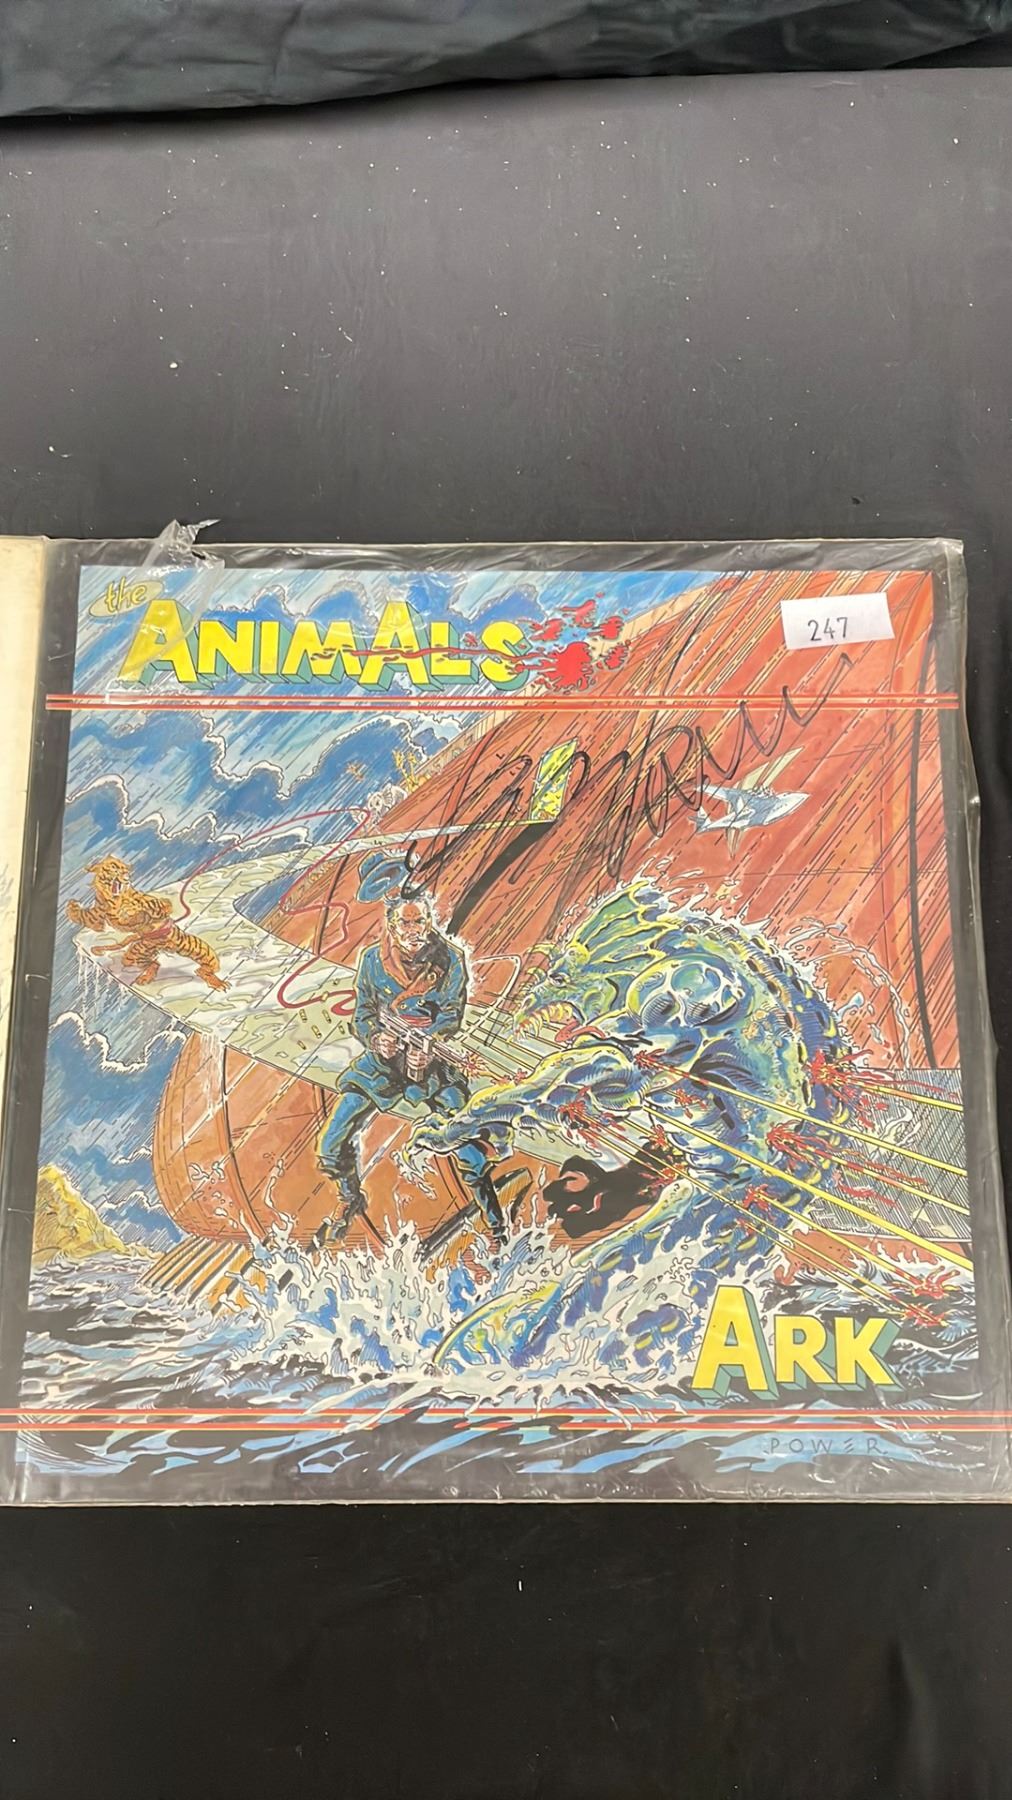 the
ANIMALS
247
ARK
POWER